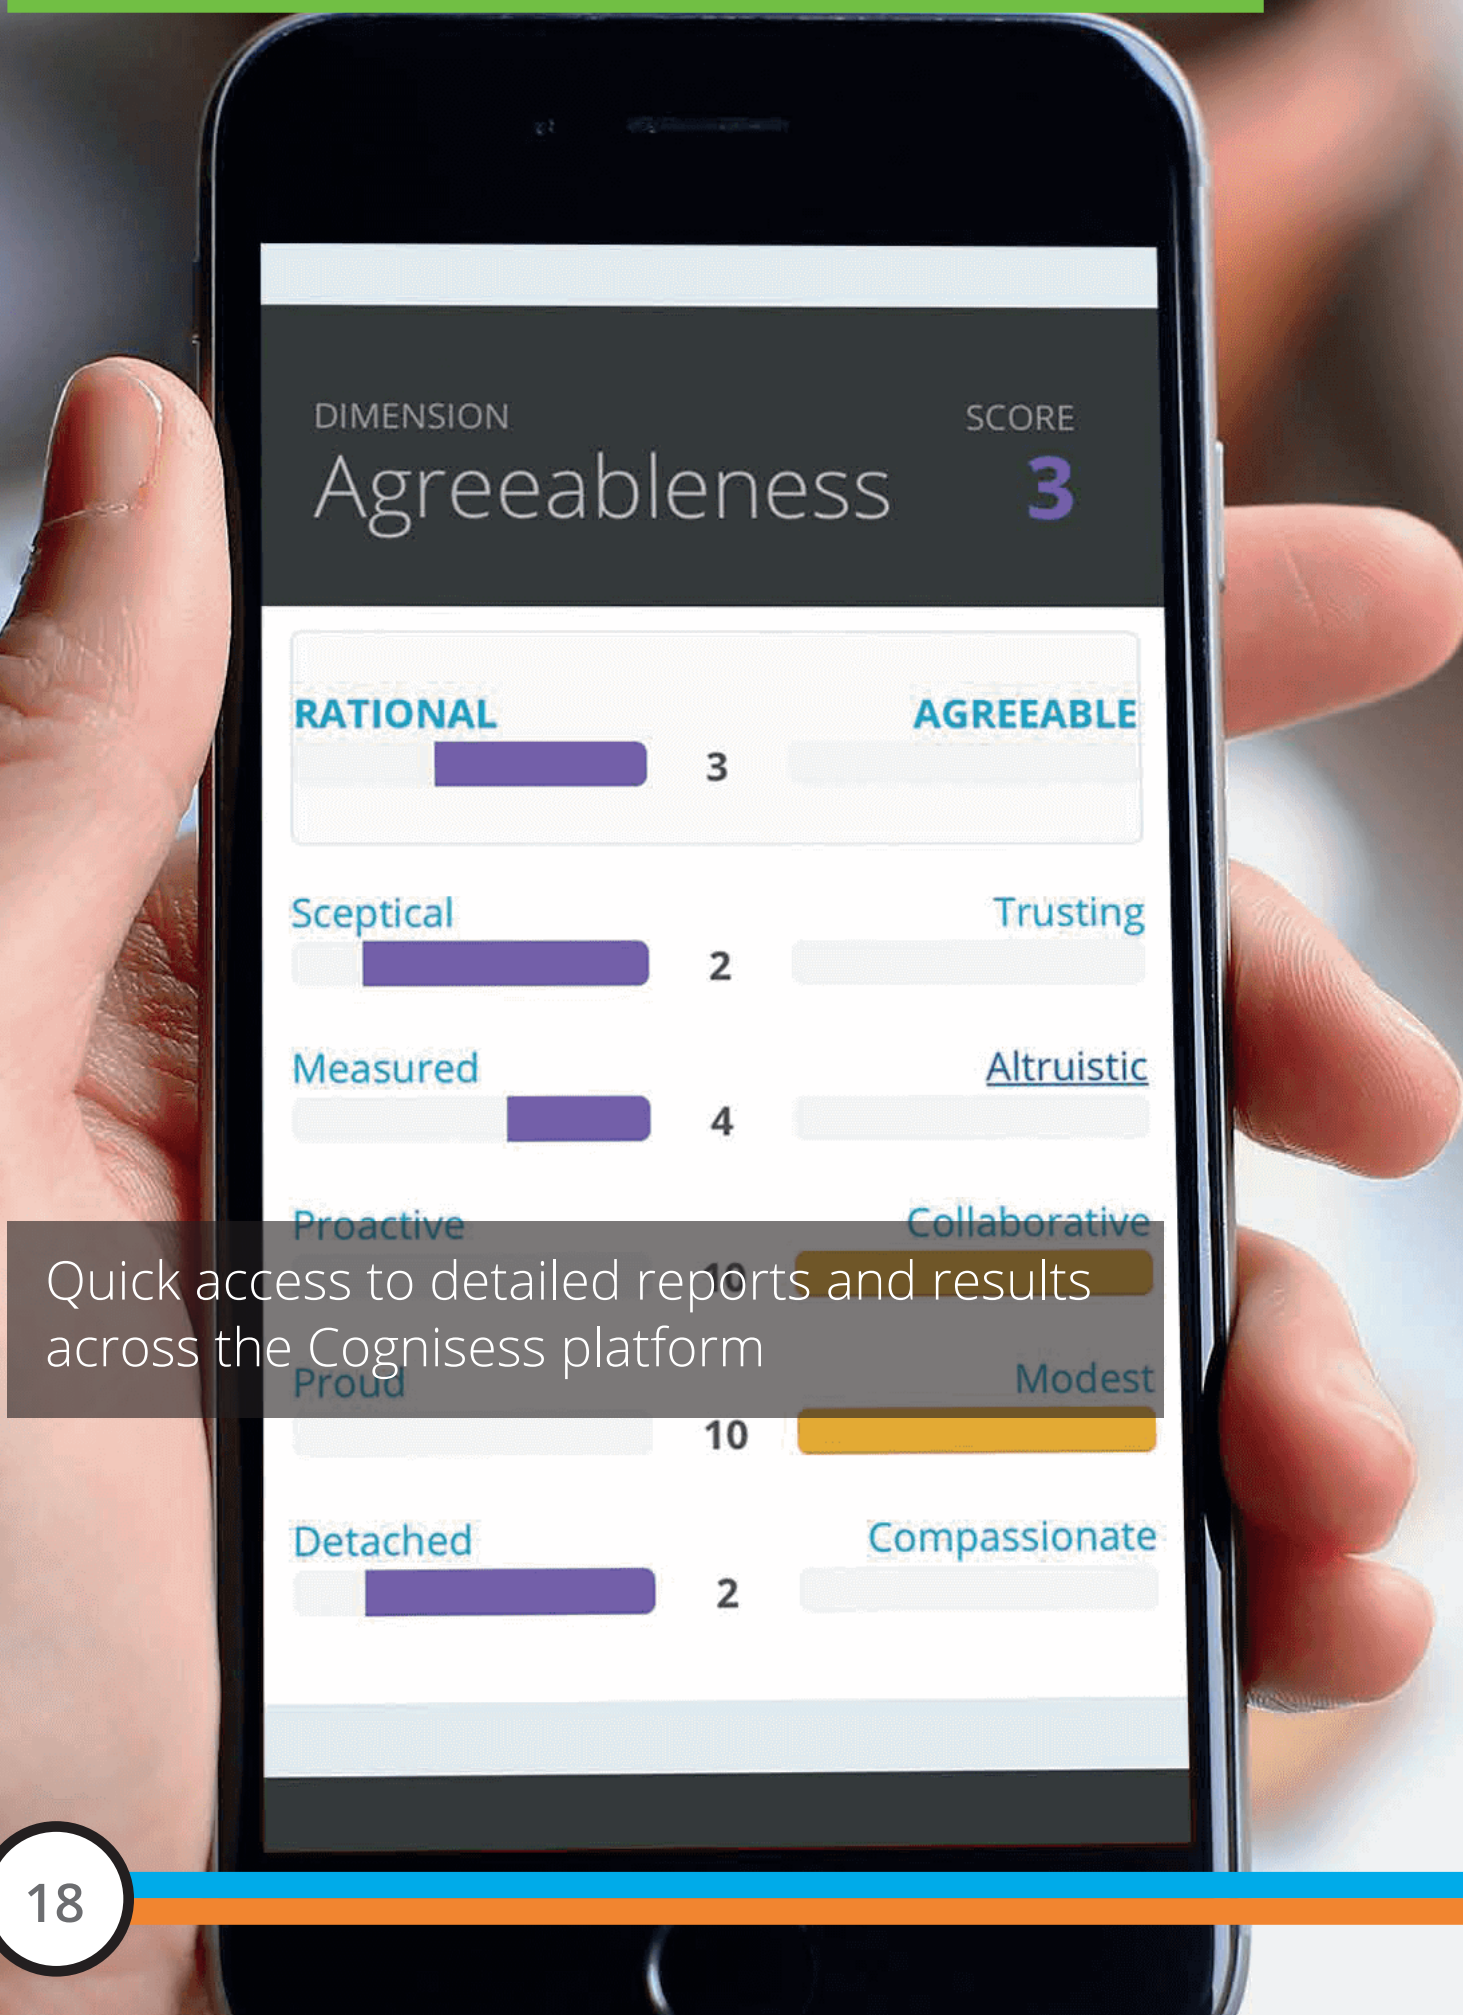 DIMENSION SCORE
Agreeableness 3
RATIONAL AGREEABLE
3
Sceptical Trusting
2
Measured Altruistic
4
Proactive Collaborative
10
Quick access to detailed reports and results
across the Cognisess platform
Proud Modest
10
Detached Compassionate
2
18